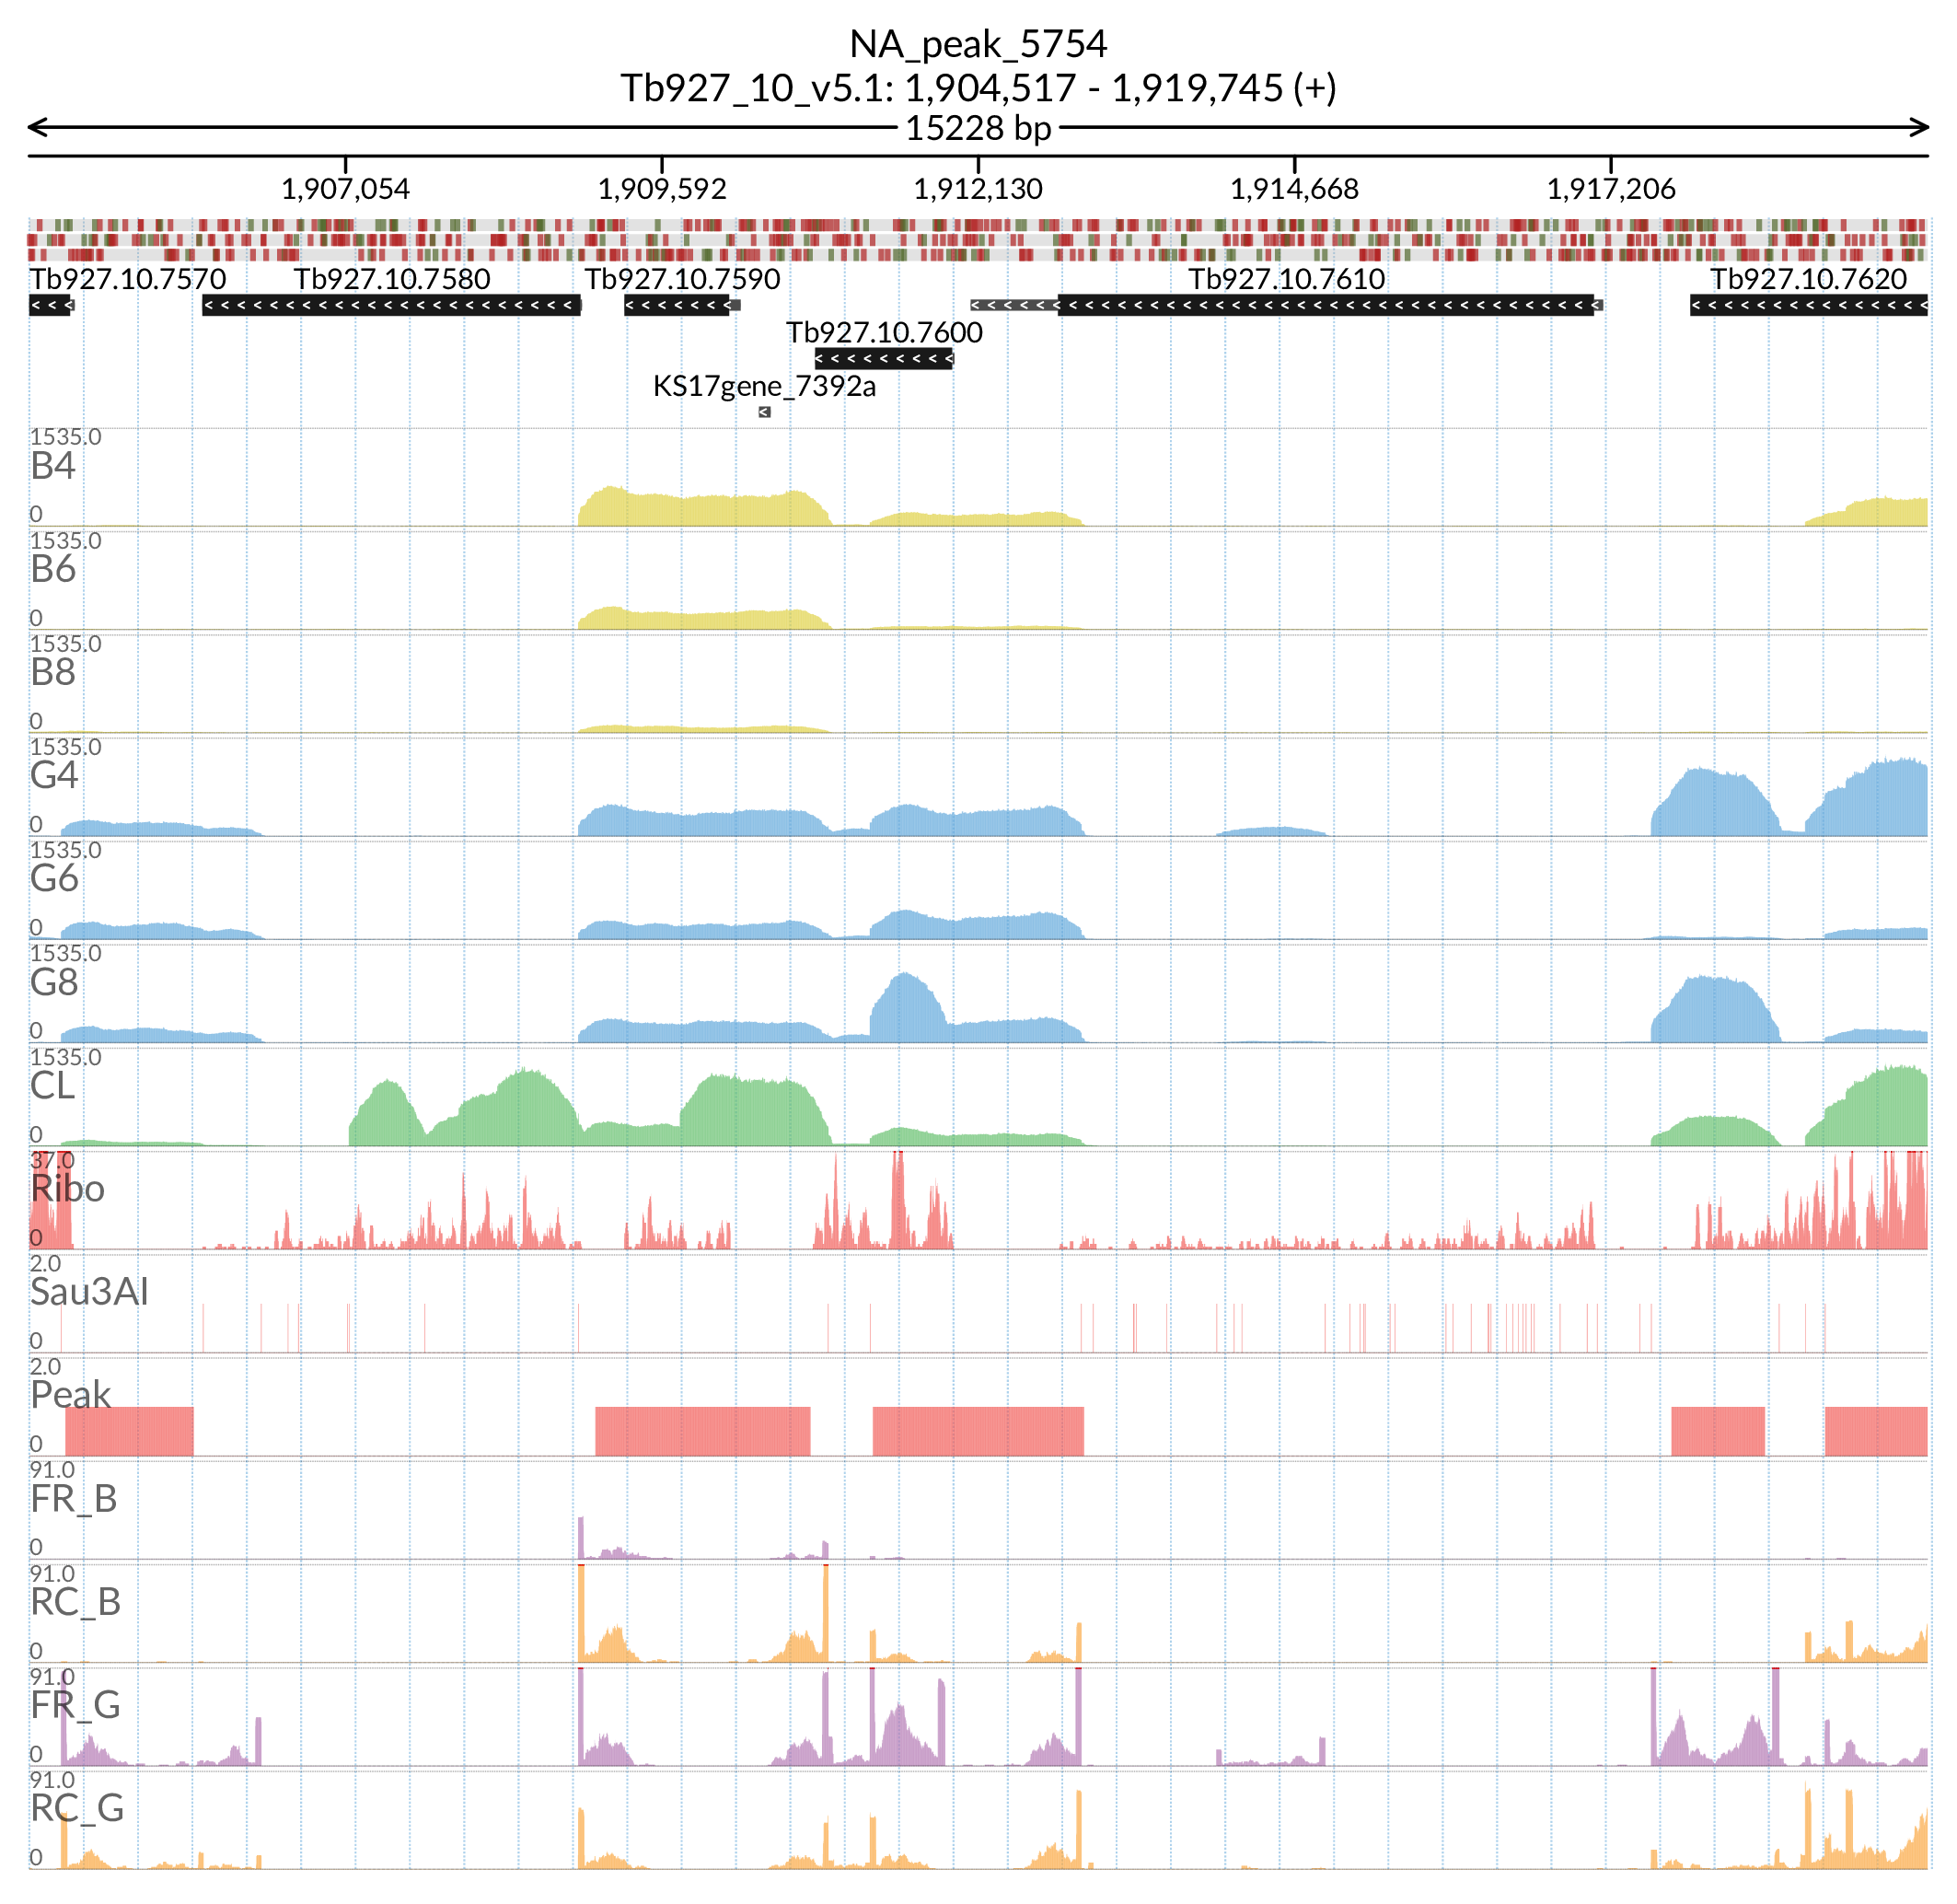 NA_peak_5754
Tb927_10_v5.1: 1,904,517 - 1,919,745 (+)
15228 bp
1,907,054 1,909,592 1,912,130 1,914,668 1,917,206
Tb927.10.7570 Tb927.10.7580 Tb927.10.7590 Tb927.10.7610 Tb927.10.7620
Tb927.10.7600
KS17gene_7392a
1535.0
B4
0
1535.0
B6
0
1535.0
B8
0
1535.0
G4
0
1535.0
G6
0
1535.0
G8
0
1535.0
CL
0
37.0
Ribo
0
2.0
Sau3AI
0
2.0
Peak
0
91.0
FR_B
0
91.0
RC_B
0
91.0
FR_G
0
91.0
RC_G
0